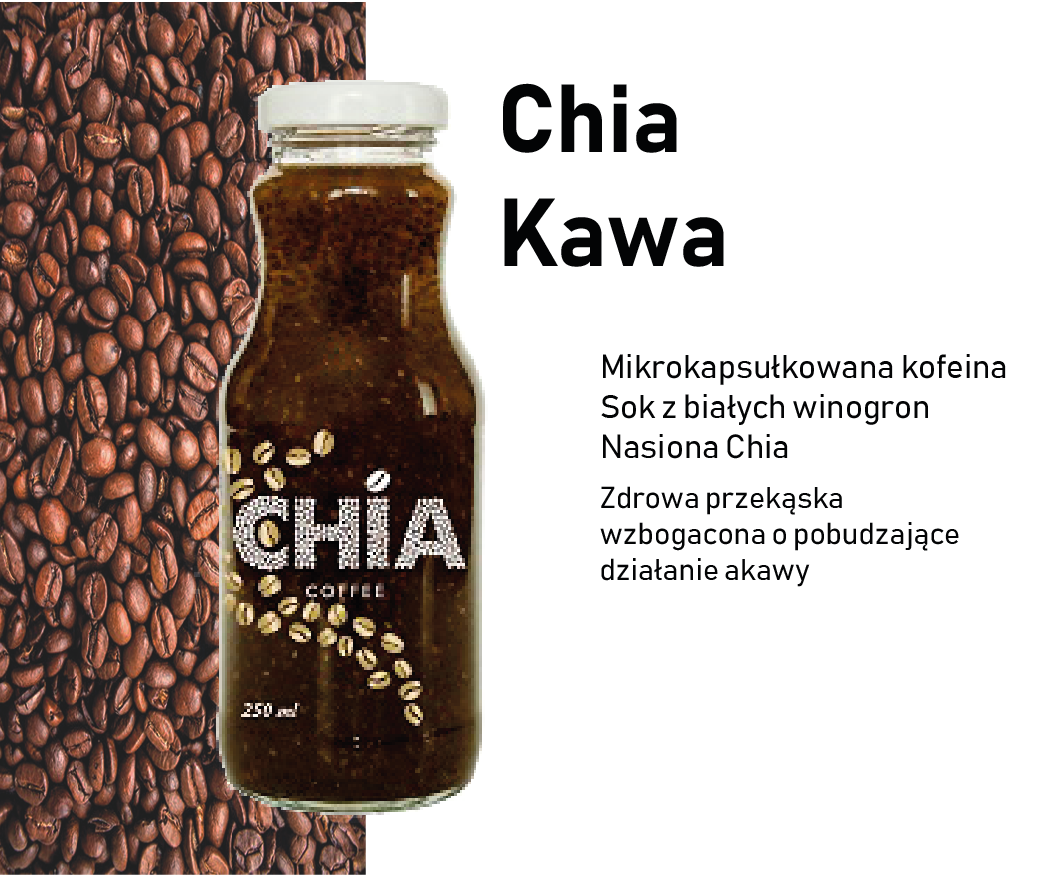 Chia
Kawa
Mikrokapsułkowana kofeina
Sok z białych winogron
Nasiona Chia
Zdrowa przekąska
wzbogacona o pobudzające
działanie akawy
CHIA
COFFEE
250 ml